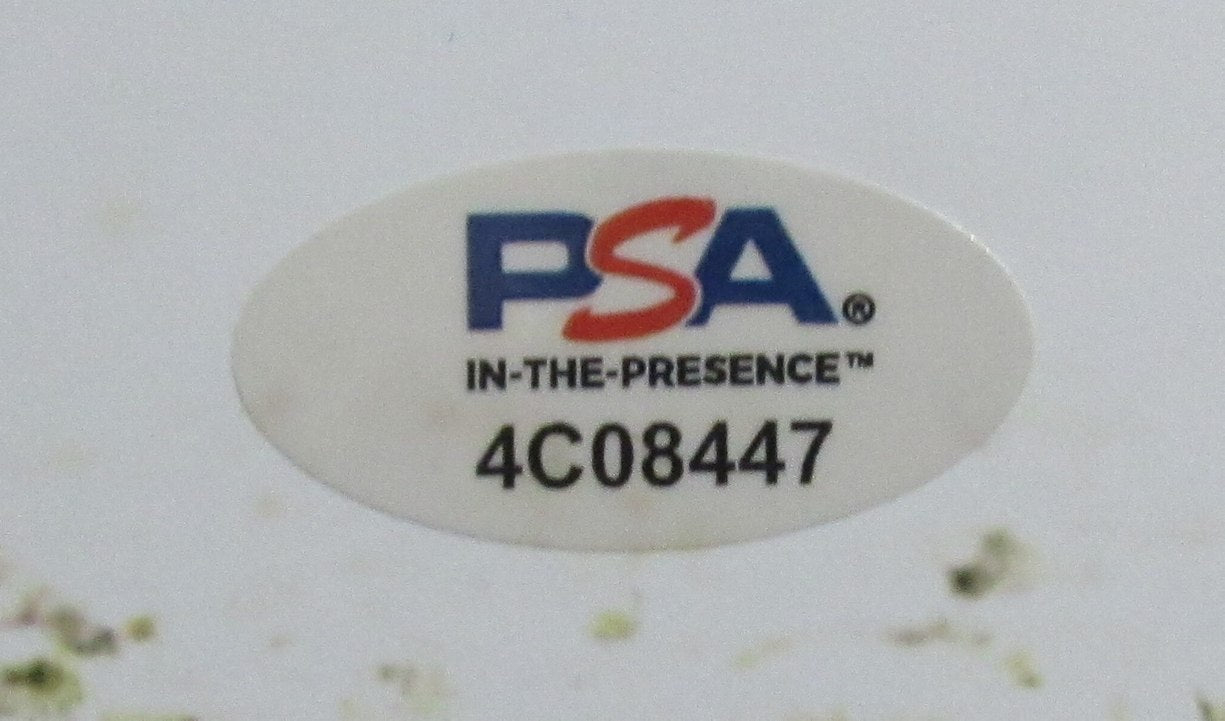 PSA®
IN-THE-PRESENCE™
4C08447